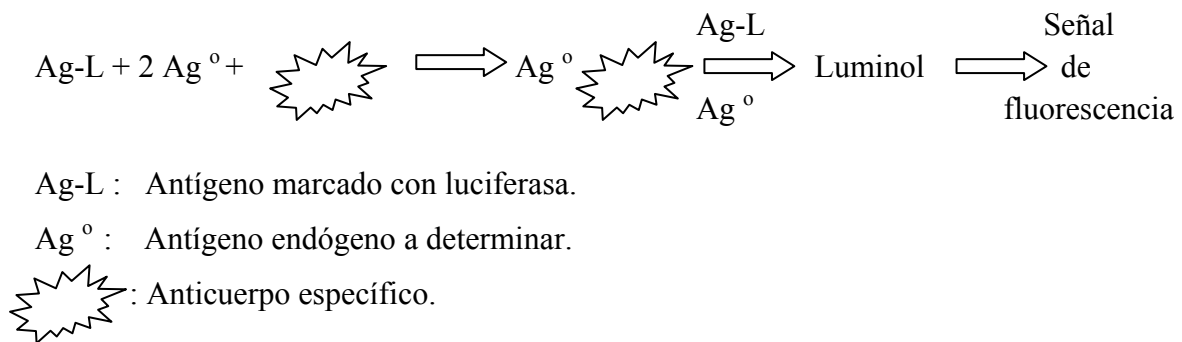 Ag-L Señal
Ag-L + 2 Ag º + Ag º Luminol de
Ag º fluorescencia
Ag-L : Antígeno marcado con luciferasa.
Ag º : Antígeno endógeno a determinar.
: Anticuerpo específico.